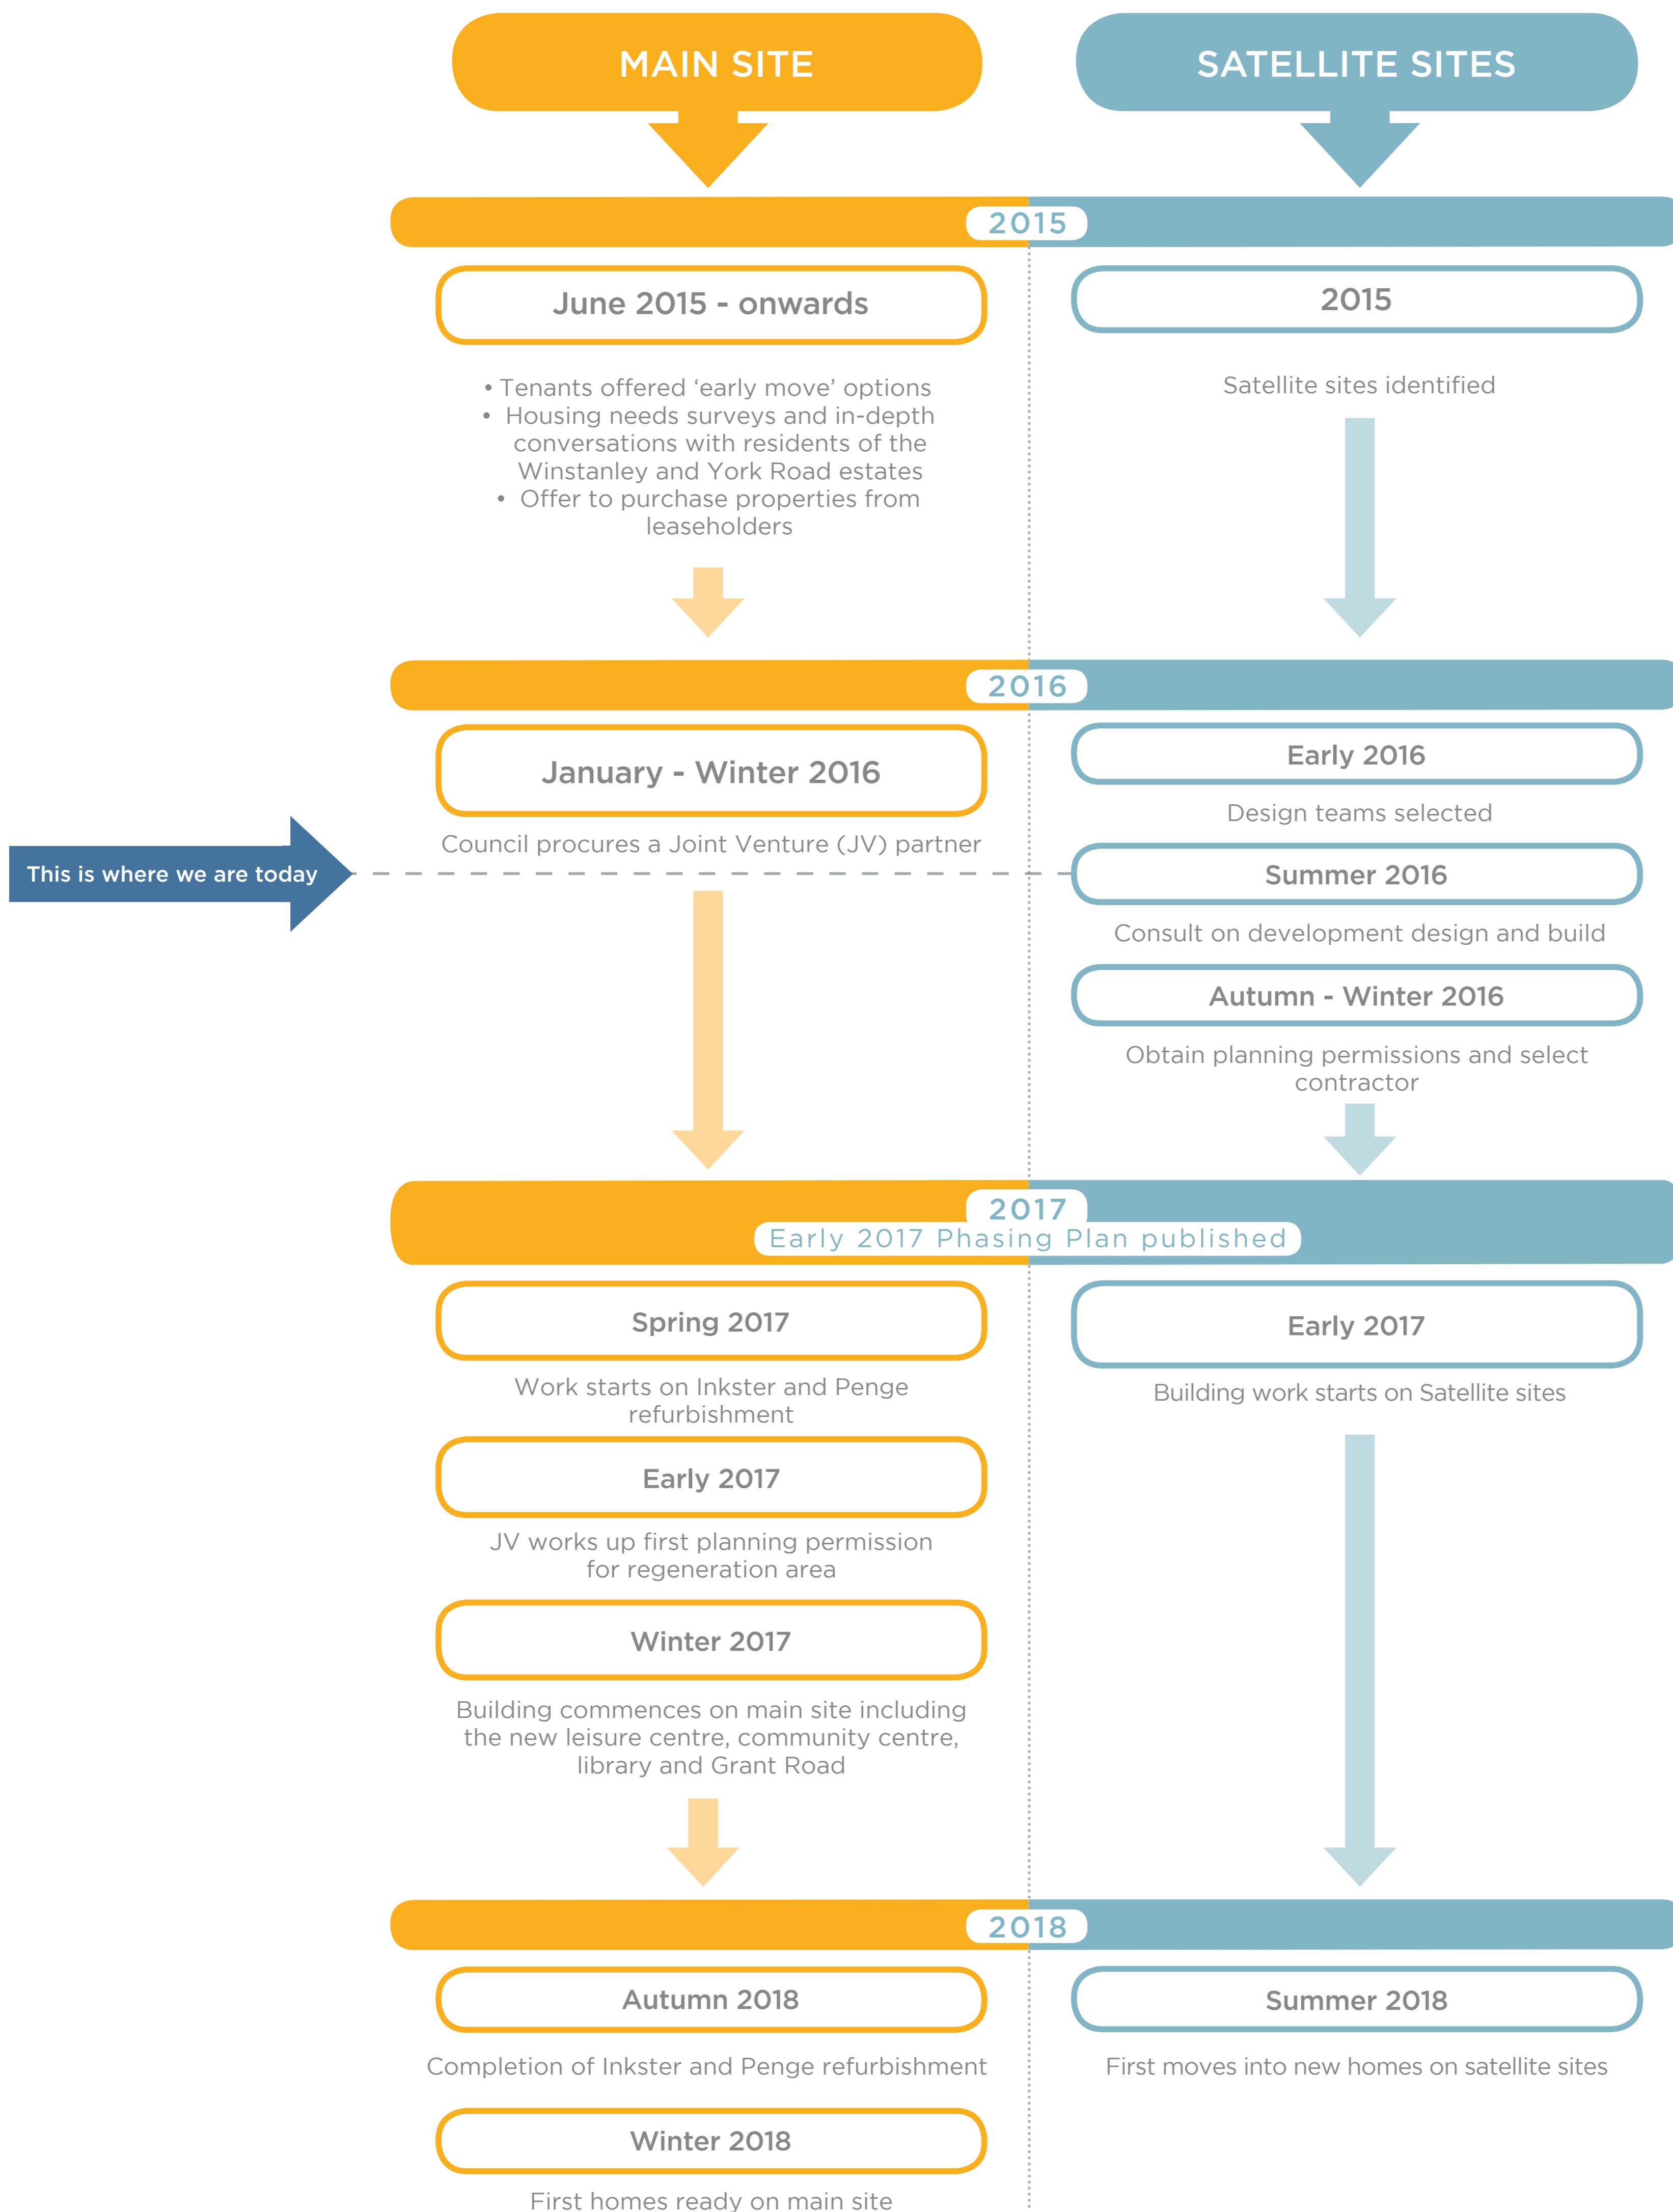 MAIN SITE
SATELLITE SITES
2015
June 2015 - onwards
• Tenants offered ‘early move’ options
• Housing needs surveys and in-depth
conversations with residents of the
Winstanley and York Road estates
• Offer to purchase properties from
leaseholders
2015
Satellite sites identified
2016
January - Winter 2016
Council procures a Joint Venture (JV) partner
This is where we are today
Early 2016
Design teams selected
Summer 2016
Consult on development design and build
Autumn - Winter 2016
Obtain planning permissions and select
contractor
2017
Early 2017 Phasing Plan published
Spring 2017
Work starts on Inkster and Penge
refurbishment
Early 2017
JV works up first planning permission
for regeneration area
Winter 2017
Building commences on main site including
the new leisure centre, community centre,
library and Grant Road
Early 2017
Building work starts on Satellite sites
2018
Autumn 2018
Completion of Inkster and Penge refurbishment
Winter 2018
First homes ready on main site
Summer 2018
First moves into new homes on satellite sites